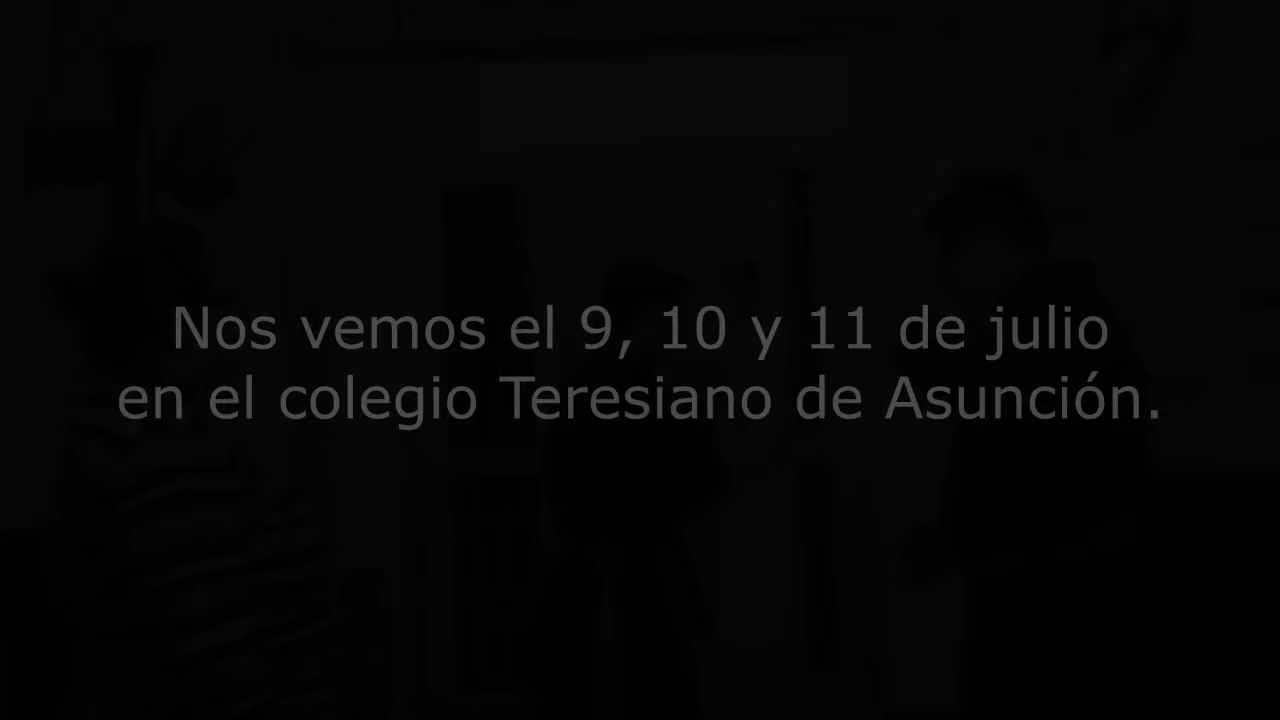 Nos vemos el 9, 10 y 11 de julio
en el colegio Teresiano de Asunción.